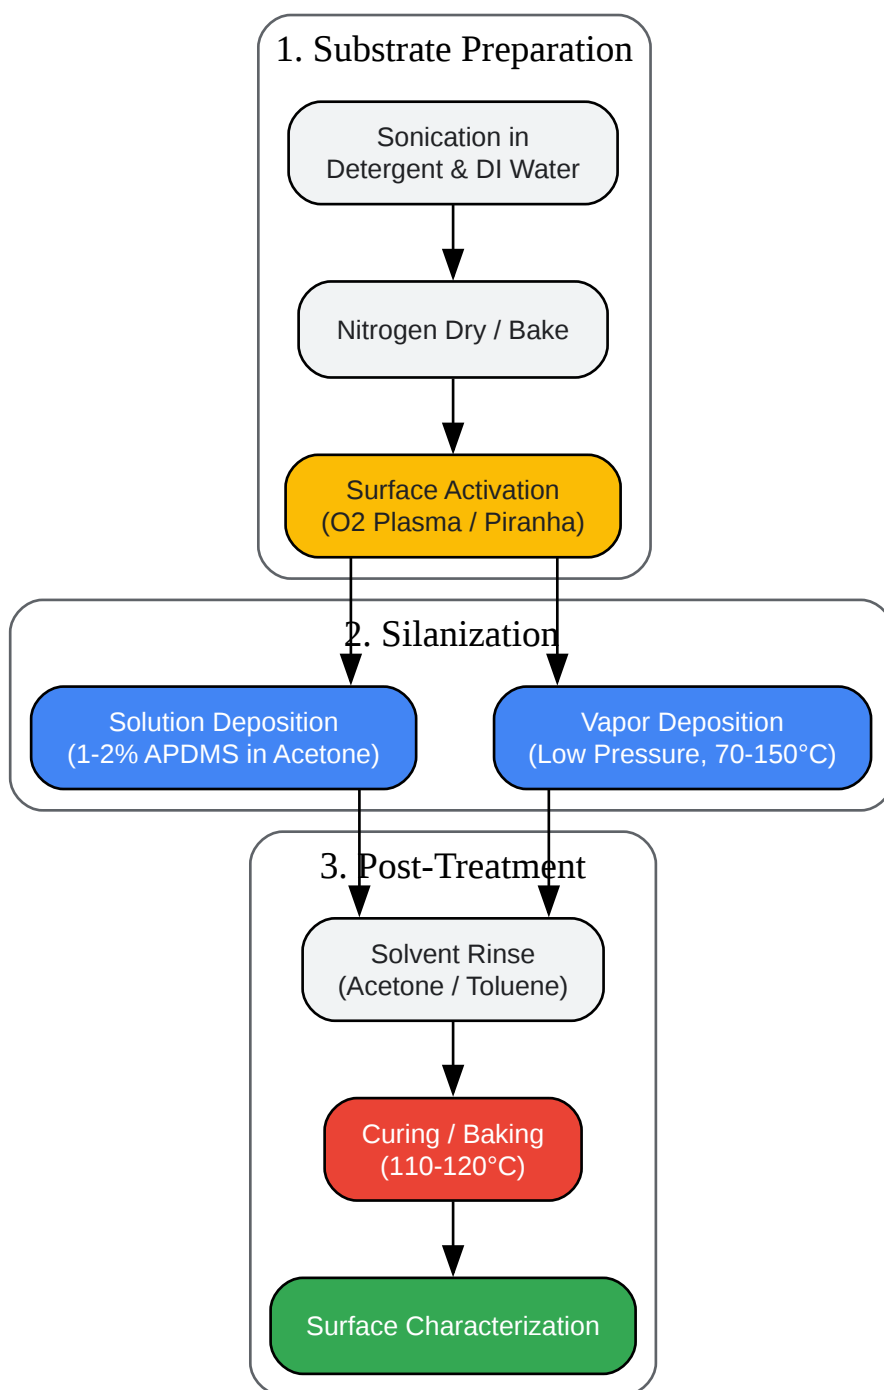 1. Substrate Preparation
Sonication in
Detergent & DI Water
Nitrogen Dry / Bake
Surface Activation
(O2 Plasma / Piranha)
2. Silanization
Solution Deposition
(1-2% APDMS in Acetone)
Vapor Deposition
(Low Pressure, 70-150°C)
3. Post-Treatment
Solvent Rinse
(Acetone / Toluene)
Curing / Baking
(110-120°C)
Surface Characterization